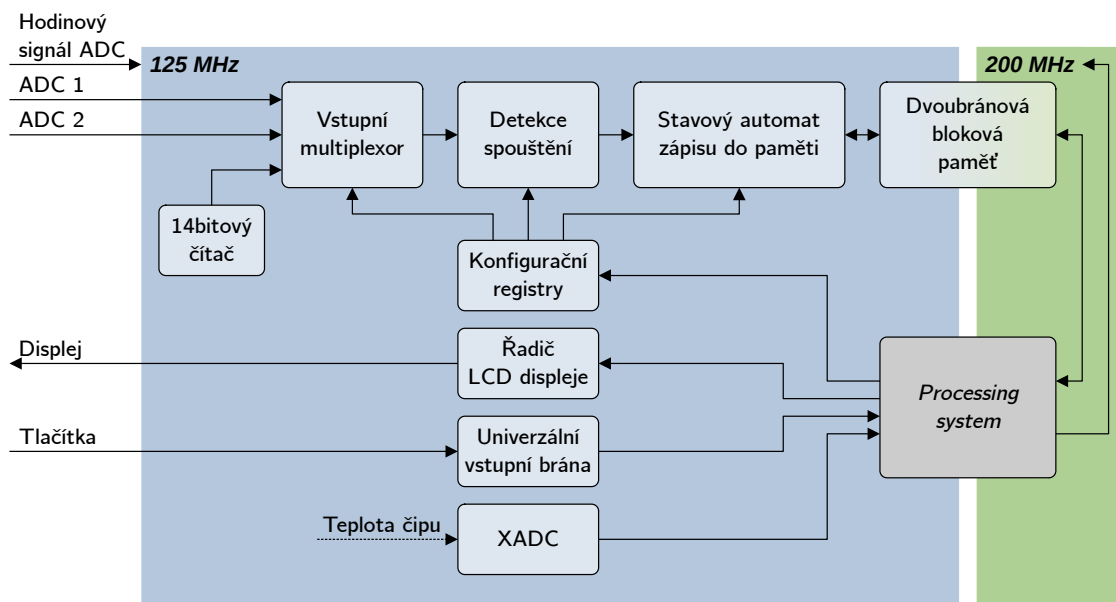 Hodinový
signál ADC
125 MHz
200 MHz
ADC 1
ADC 2
Vstupní
multiplexor
Detekce
spouštění
Stavový automat
zápisu do paměti
Dvoubránová
bloková
paměť
14bitový
čítač
Konfigurační
registry
Displej
Řadič
LCD displeje
Processing
system
Tlačítka
Univerzální
vstupní brána
Teplota čipu
XADC